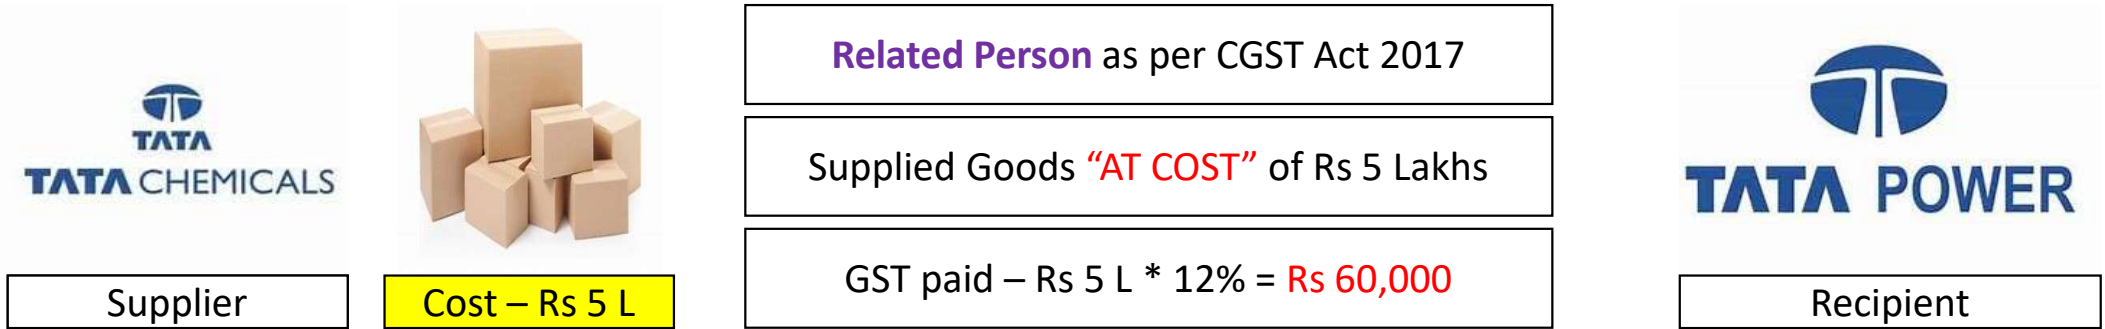 TATA
TATA CHEMICALS
Supplier
Cost – Rs 5 L
Related Person as per CGST Act 2017
Supplied Goods “AT COST” of Rs 5 Lakhs
GST paid – Rs 5 L * 12% = Rs 60,000
TATA POWER
Recipient